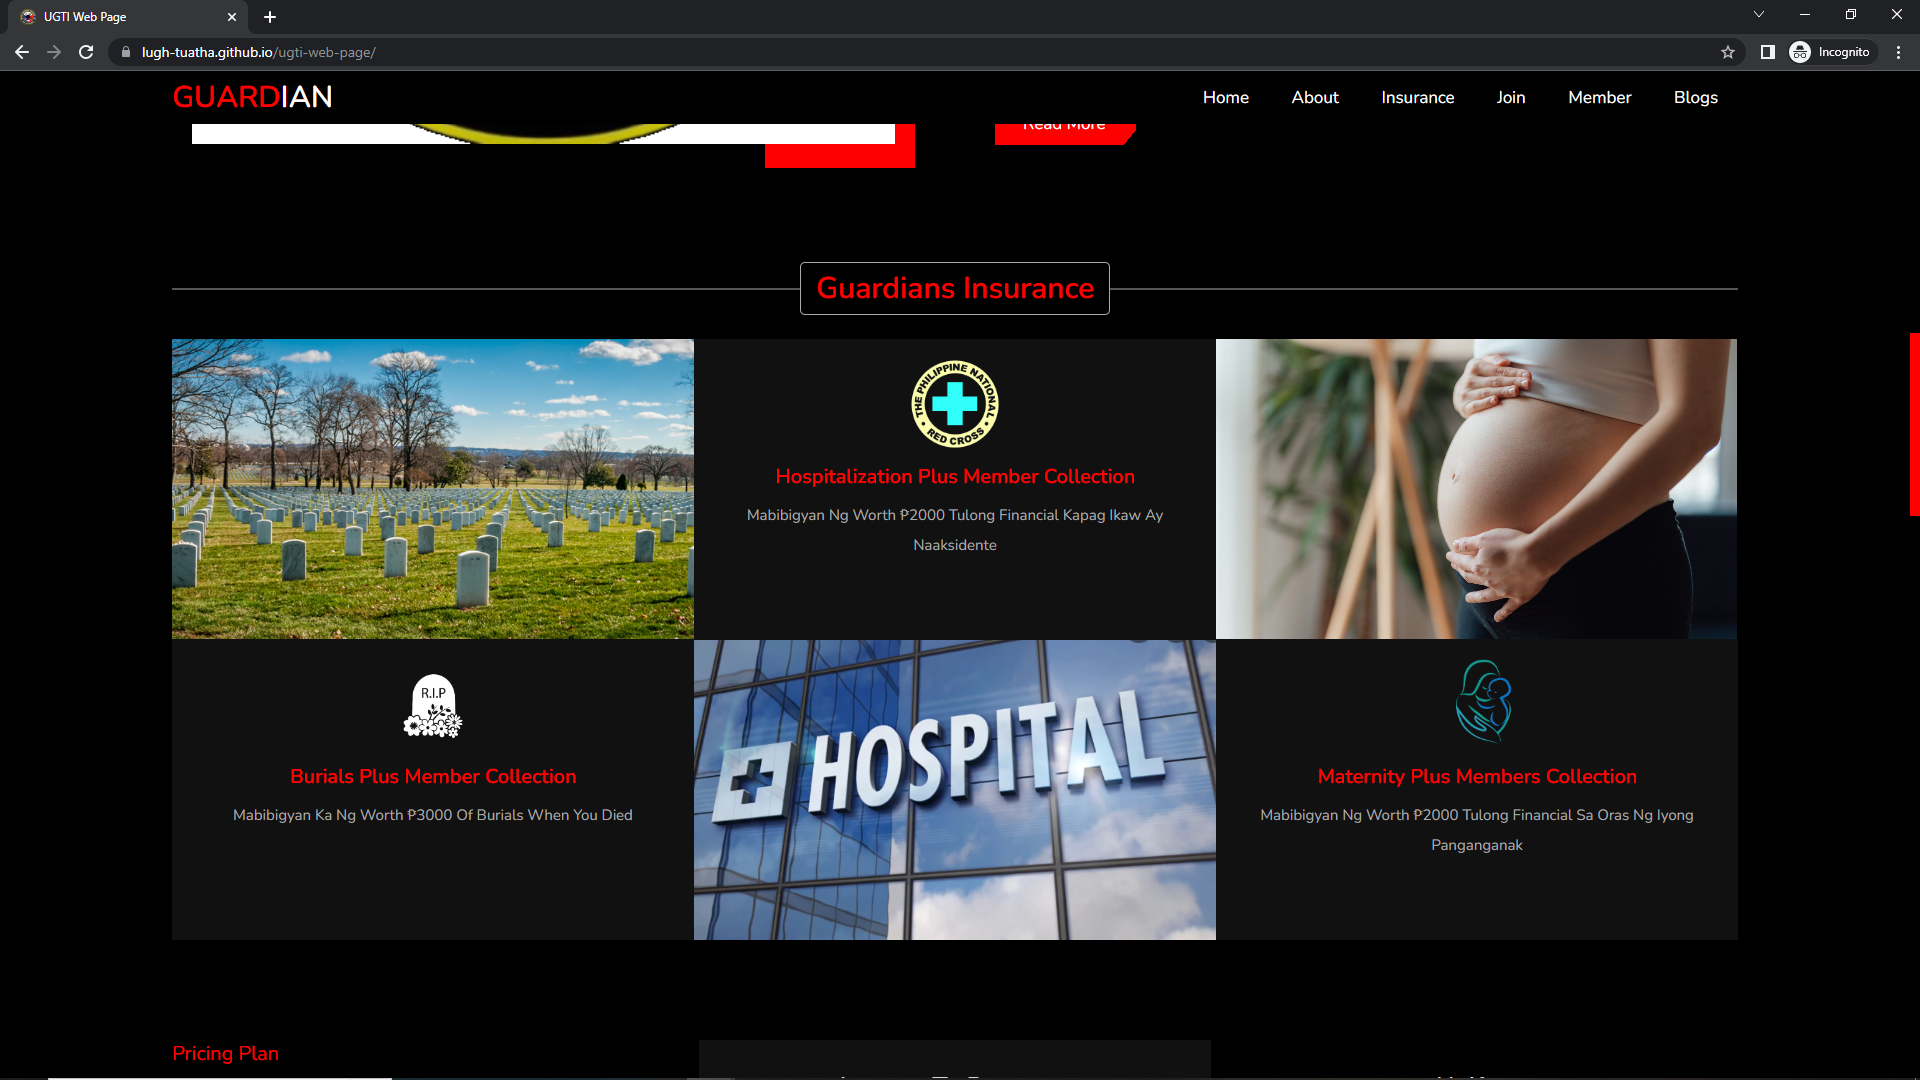 UGTI Web Page
lugh-tuatha.github.io/ugti-web-page/
Incognito
GUARDIAN
Home
About
Insurance
Join
Member
Blogs
Read More
Guardians Insurance
THE PHILIPPINE NATIONAL
RED CROSS
Hospitalization Plus Member Collection
Mabibigyan Ng Worth ₱2000 Tulong Financial Kapag Ikaw Ay
Naaksidente
R.I.P
Burials Plus Member Collection
Mabibigyan Ka Ng Worth ₱3000 Of Burials When You Died
HOSPITAL
Maternity Plus Members Collection
Mabibigyan Ng Worth ₱2000 Tulong Financial Sa Oras Ng Iyong
Panganganak
Pricing Plan